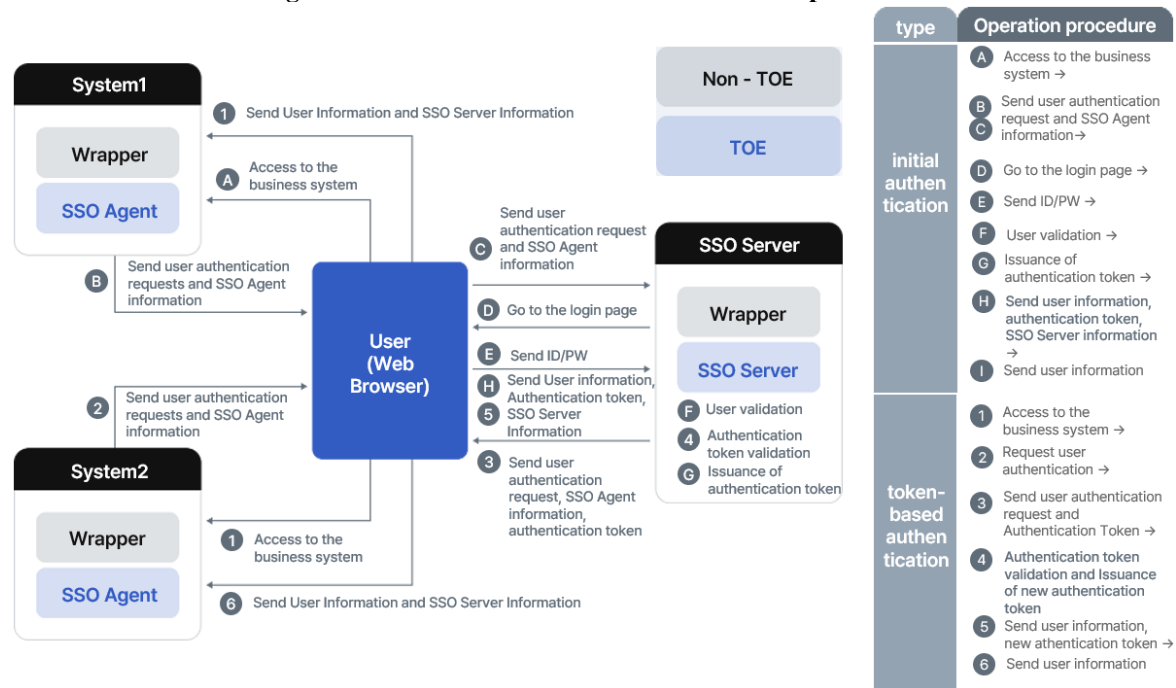 System1
Wrapper
SSO Agent
1 Send User Information and SSO Server Information
A Access to the
business system
B Send user authentication
requests and SSO Agent
information
2 Send user authentication
requests and SSO Agent
information
System2
Wrapper
SSO Agent
1 Access to the
business system
6 Send User Information and SSO Server Information
User
(Web
Browser)
Non - TOE
TOE
C Send user
authentication request
and SSO Agent
information
D Go to the login page
E Send ID/PW
H Send User information,
Authentication token,
5 SSO Server
Information
3 Send user
authentication
request, SSO Agent
information,
authentication token
SSO Server
Wrapper
SSO Server
F User validation
4 Authentication
token validation
G Issuance of
authentication token
type
Operation procedure
initial
authen
tication
A Access to the business
system →
B Send user authentication
C request and SSO Agent
information→
D Go to the login page →
E Send ID/PW →
F User validation →
G Issuance of
authentication token →
H Send user information,
authentication token,
SSO Server information
→
I Send user information
token-
based
authen
tication
1 Access to the
business system →
2 Request user
authentication →
3 Send user authentication
request and
Authentication Token →
4 Authentication token
validation and Issuance
of new authentication
token
5 Send user information,
new athentication token →
6 Send user information